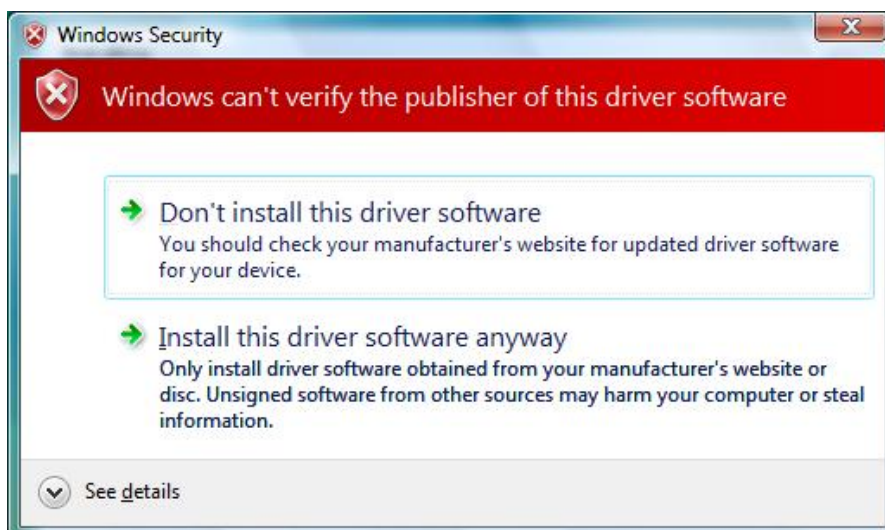 Windows Security
Windows can't verify the publisher of this driver software
Don't install this driver software
You should check your manufacturer's website for updated driver software
for your device.
Install this driver software anyway
Only install driver software obtained from your manufacturer's website or
disc. Unsigned software from other sources may harm your computer or steal
information.
See details